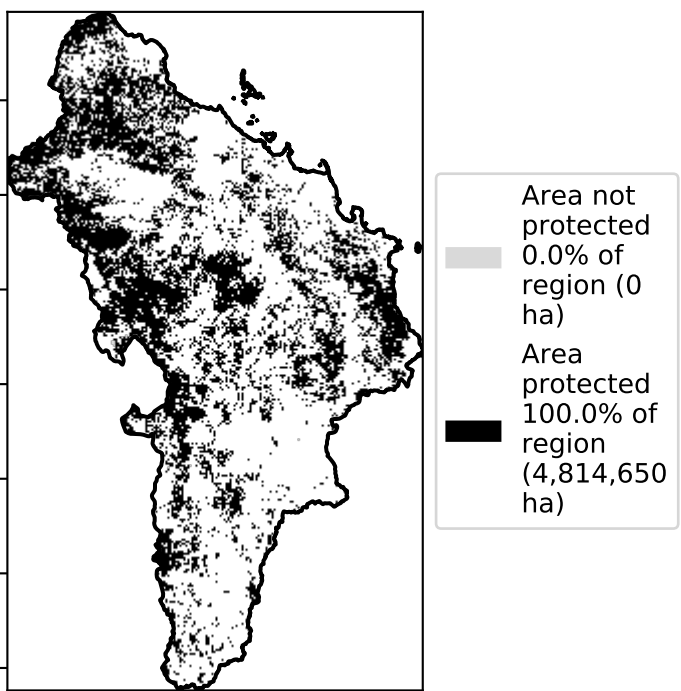 Area not
protected
0.0% of
region (0
ha)
Area
protected
100.0% of
region
(4,814,650
ha)